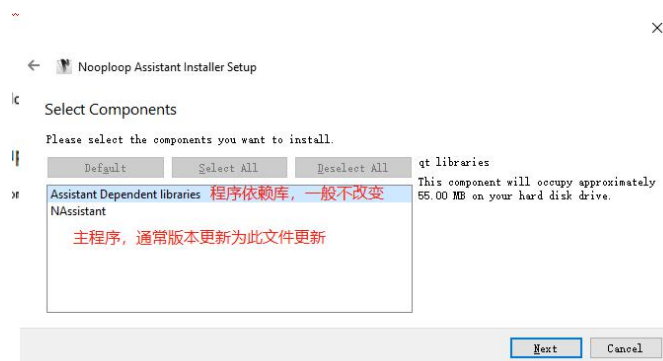 Nooploop Assistant Installer Setup
Select Components
Please select the components you want to install.
Default Select All Deselect All
qt libraries
This component will occupy approximately
55.00 MB on your hard disk drive.
Assistant Dependent libraries 程序依赖库，一般不改变
NAssistant
主程序，通常版本更新为此文件更新
Next Cancel